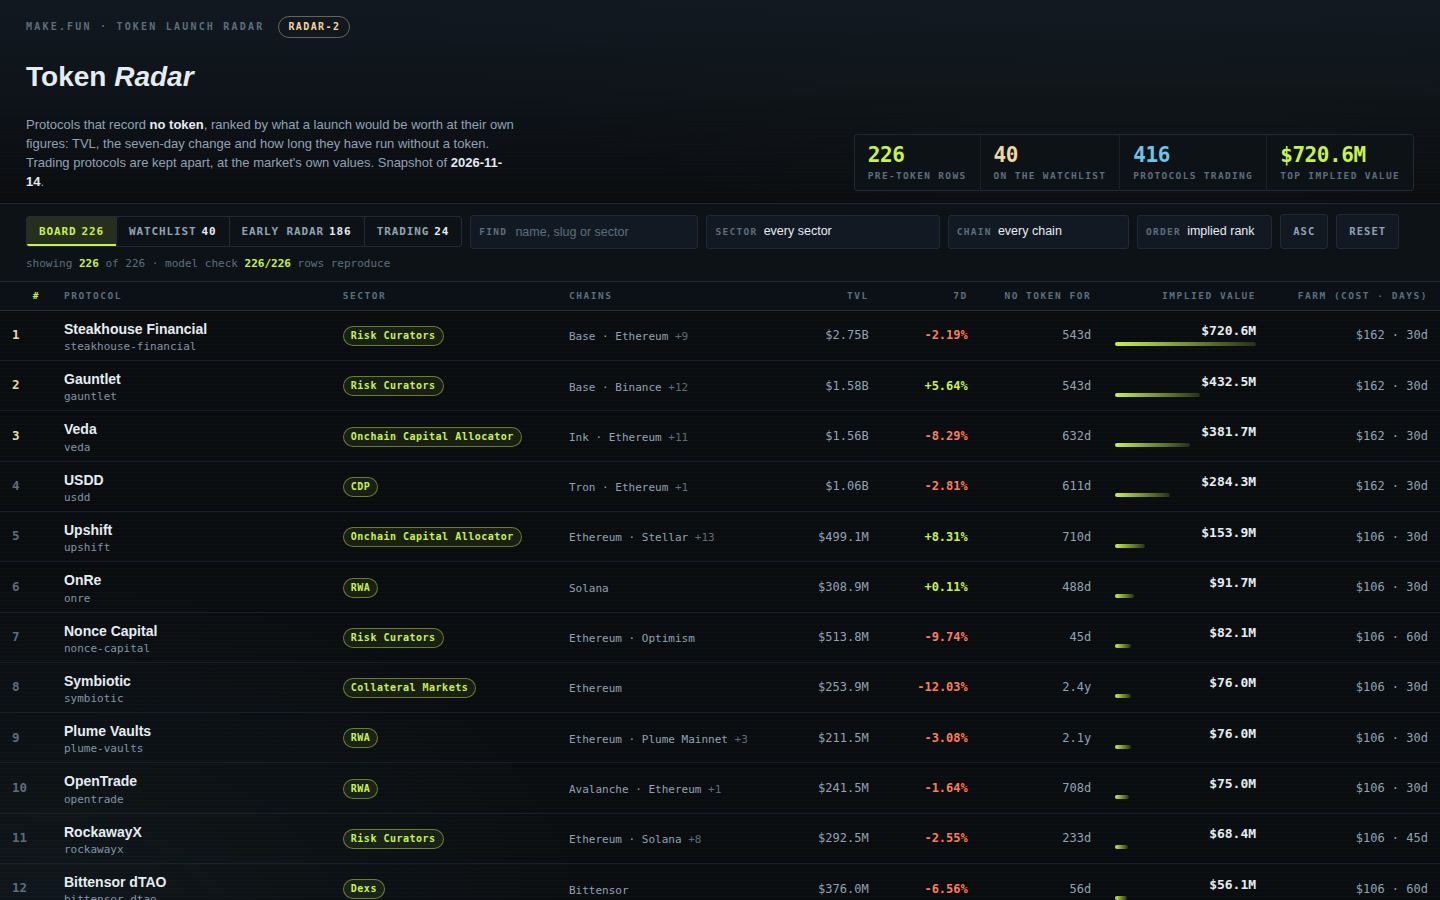 MAKE.FUN · TOKEN LAUNCH RADAR RADAR-2
Token Radar
Protocols that record no token, ranked by what a launch would be worth at their own
figures: TVL, the seven-day change and how long they have run without a token.
Trading protocols are kept apart, at the market's own values. Snapshot of 2026-11-
14.
226 40 416 $720.6M
PRE-TOKEN ROWS ON THE WATCHLIST PROTOCOLS TRADING TOP IMPLIED VALUE
BOARD 226 WATCHLIST 40 EARLY RADAR 186 TRADING 24 FIND name, slug or sector SECTOR every sector CHAIN every chain ORDER implied rank ASC RESET
showing 226 of 226 · model check 226/226 rows reproduce
# PROTOCOL SECTOR CHAINS TVL 7D NO TOKEN FOR IMPLIED VALUE FARM (COST · DAYS)
1 Steakhouse Financial Risk Curators Base · Ethereum +9 $2.75B -2.19% 543d $720.6M $162 · 30d
steakhouse-financial
2 Gauntlet Risk Curators Base · Binance +12 $1.58B +5.64% 543d $432.5M $162 · 30d
gauntlet
3 Veda Onchain Capital Allocator Ink · Ethereum +11 $1.56B -8.29% 632d $381.7M $162 · 30d
veda
4 USDD CDP Tron · Ethereum +1 $1.06B -2.81% 611d $284.3M $162 · 30d
usdd
5 Upshift Onchain Capital Allocator Ethereum · Stellar +13 $499.1M +8.31% 710d $153.9M $106 · 30d
upshift
6 OnRe RWA Solana $308.9M +0.11% 488d $91.7M $106 · 30d
onre
7 Nonce Capital Risk Curators Ethereum · Optimism $513.8M -9.74% 45d $82.1M $106 · 60d
nonce-capital
8 Symbiotic Collateral Markets Ethereum $253.9M -12.03% 2.4y $76.0M $106 · 30d
symbiotic
9 Plume Vaults RWA Ethereum · Plume Mainnet +3 $211.5M -3.08% 2.1y $76.0M $106 · 30d
plume-vaults
10 OpenTrade RWA Avalanche · Ethereum +1 $241.5M -1.64% 708d $75.0M $106 · 30d
opentrade
11 RockawayX Risk Curators Ethereum · Solana +8 $292.5M -2.55% 233d $68.4M $106 · 45d
rockawayx
12 Bittensor dTAO Dexs Bittensor $376.0M -6.56% 56d $56.1M $106 · 60d
bittensor-dtao